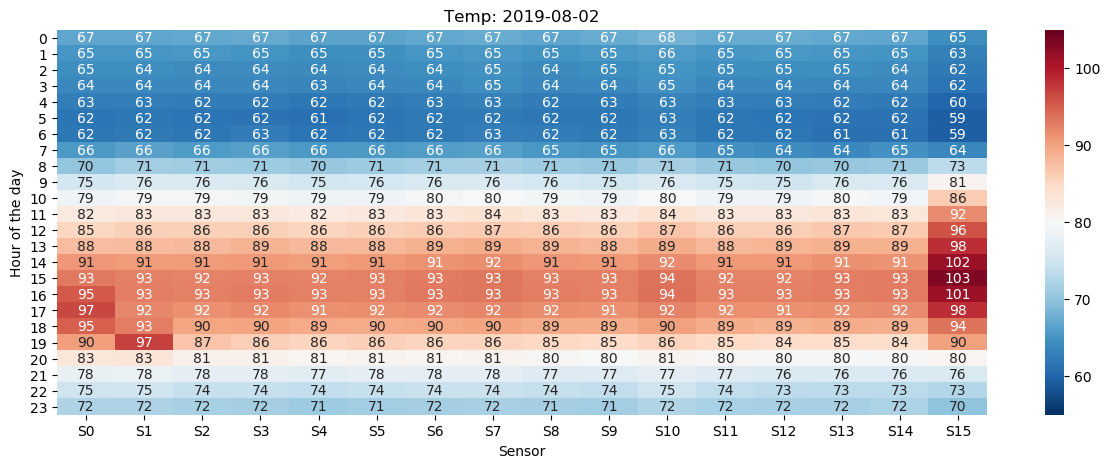 Temp: 2019-08-02
0 67 67 67 67 67 67 67 67 67 67 68 67 67 67 67 65
1 65 65 65 65 65 65 65 65 65 65 66 65 65 65 65 63
2 65 64 64 64 64 64 64 65 64 65 65 65 65 64 64 62
3 64 64 64 64 63 64 64 65 64 64 65 64 64 64 64 62
4 63 63 62 62 62 62 63 63 62 63 63 63 63 62 62 60
5 62 62 62 62 61 62 62 62 62 62 63 62 62 62 62 59
6 62 62 62 63 62 62 62 63 62 62 63 62 62 61 61 59
7 66 66 66 66 66 66 66 66 65 65 66 65 64 64 65 64
8 70 71 71 71 70 71 71 71 71 71 71 71 70 70 71 73
9 75 76 76 76 75 76 76 76 76 75 76 75 75 76 76 81
10 79 79 79 79 79 79 80 80 79 79 80 79 79 80 79 86
11 82 83 83 83 82 83 83 84 83 83 84 83 83 83 83 92
12 85 86 86 86 86 86 86 87 86 86 87 86 86 87 87 96
13 88 88 88 89 88 88 89 89 89 88 89 88 89 89 89 98
14 91 91 91 91 91 91 91 92 91 91 92 91 91 91 91 102
15 93 93 92 93 92 93 93 93 93 93 94 92 92 93 93 103
16 95 93 93 93 93 93 93 93 93 93 94 93 93 93 93 101
17 97 92 92 92 91 92 92 92 92 91 92 92 91 92 92 98
18 95 93 90 90 89 90 90 90 89 89 90 89 89 89 89 94
19 90 97 87 86 86 86 86 86 85 85 86 85 84 85 84 90
20 83 83 81 81 81 81 81 81 80 80 81 80 80 80 80 80
21 78 78 78 78 77 78 78 78 77 77 77 77 76 76 76 76
22 75 75 74 74 74 74 74 74 74 74 75 74 73 73 73 73
23 72 72 72 72 71 71 72 72 71 71 72 72 72 72 72 70
S0 S1 S2 S3 S4 S5 S6 S7 S8 S9 S10 S11 S12 S13 S14 S15
Sensor
Hour of the day
100
90
80
70
60